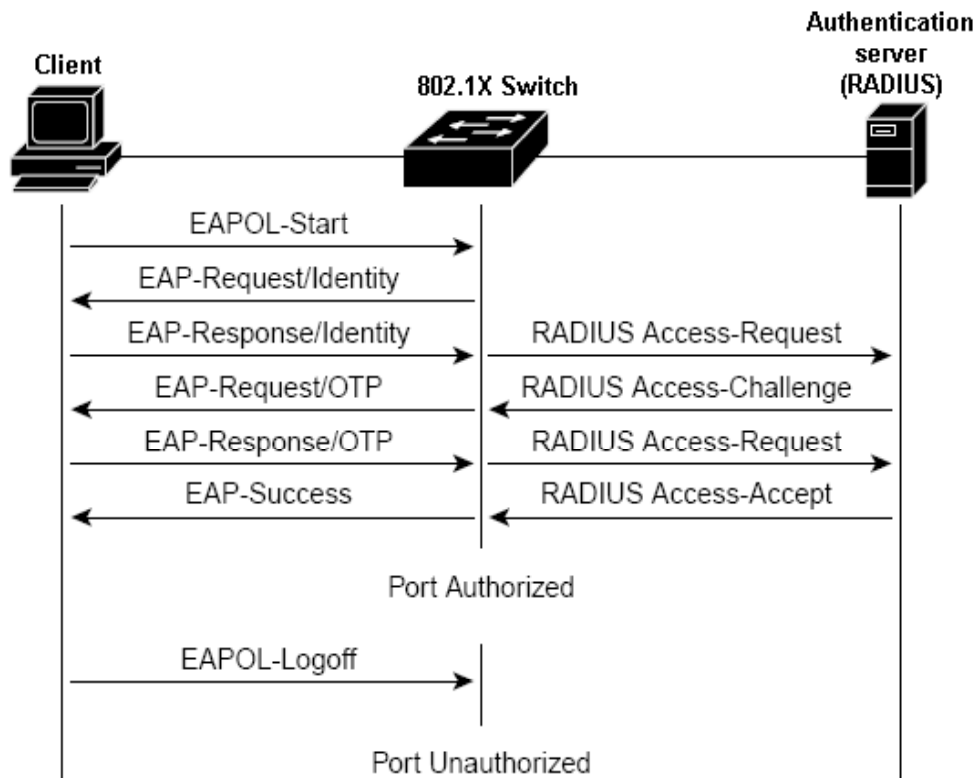 Authentication
server
(RADIUS)
Client
802.1X Switch
EAPOL-Start
EAP-Request/Identity
EAP-Response/Identity
RADIUS Access-Request
EAP-Request/OTP
RADIUS Access-Challenge
EAP-Response/OTP
RADIUS Access-Request
EAP-Success
RADIUS Access-Accept
Port Authorized
EAPOL-Logoff
Port Unauthorized